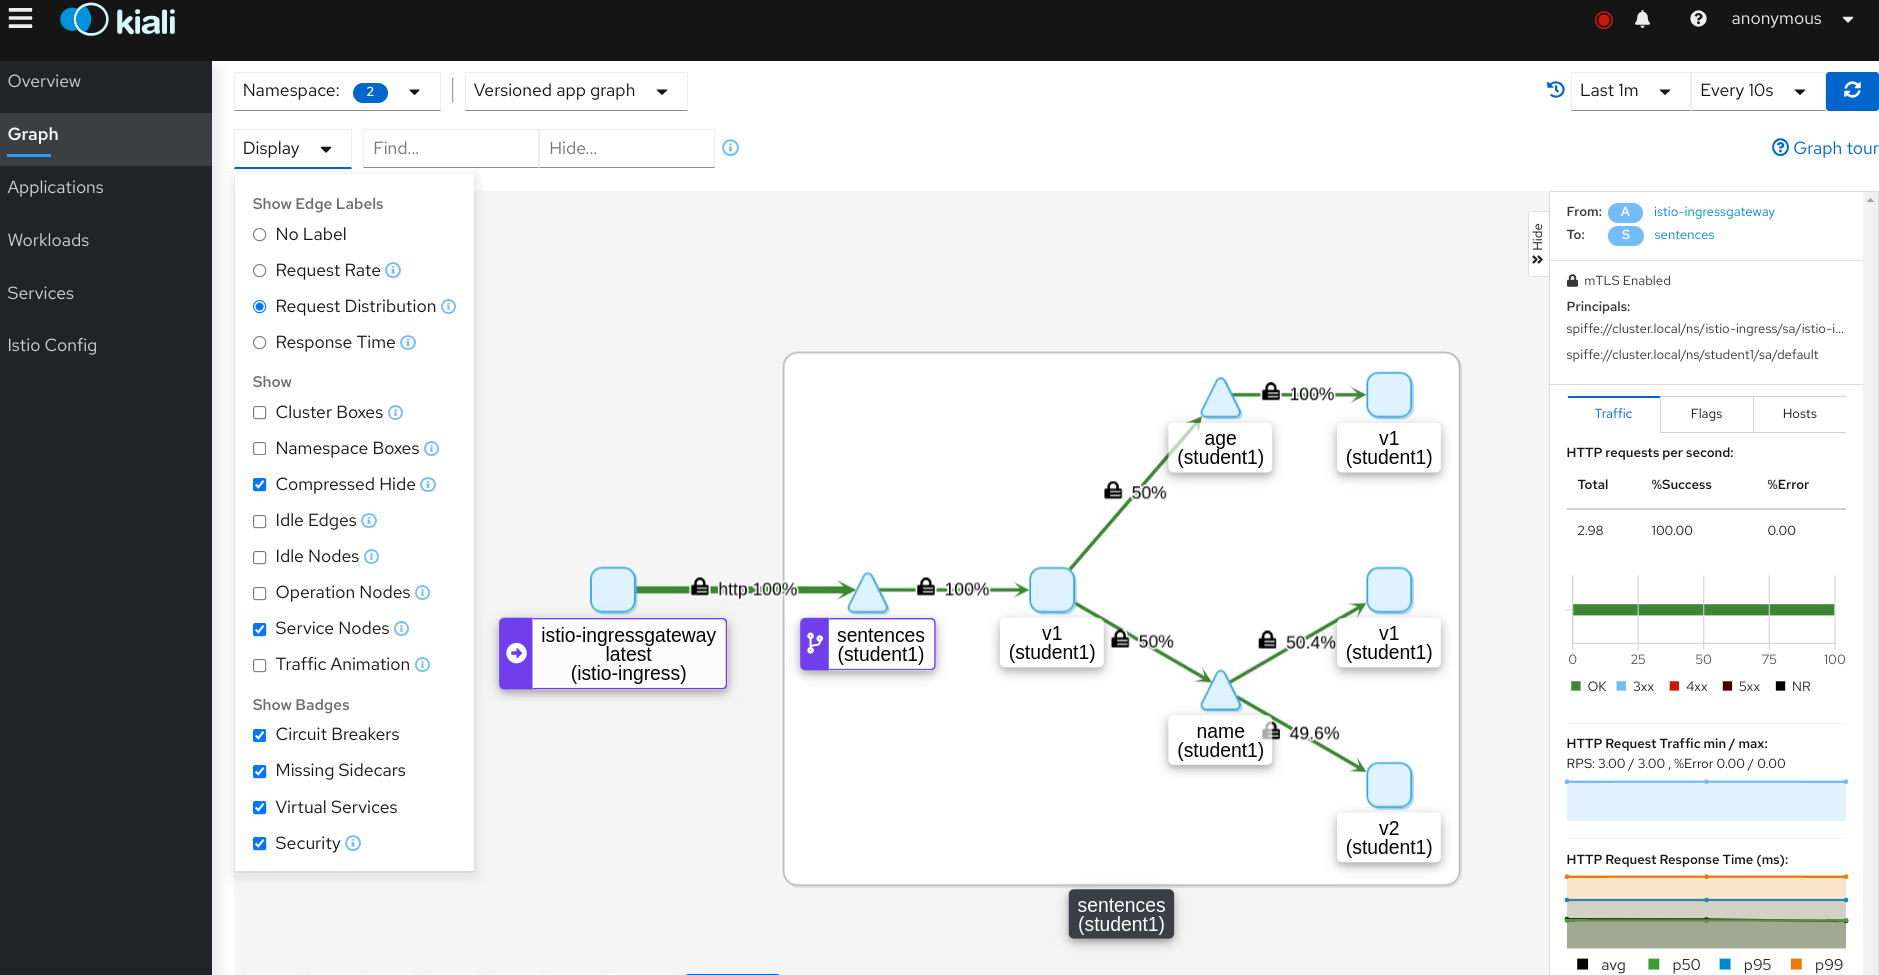 kiali
anonymous
Overview
Graph
Applications
Workloads
Services
Istio Config
Namespace: 2
Versioned app graph
Last 1m
Every 10s
Display
Find...
Hide...
Graph tour
Show Edge Labels
No Label
Request Rate
Request Distribution
Response Time
Show
Cluster Boxes
Namespace Boxes
Compressed Hide
Idle Edges
Idle Nodes
Operation Nodes
Service Nodes
Traffic Animation
Show Badges
Circuit Breakers
Missing Sidecars
Virtual Services
Security
http 100%
istio-ingressgateway
latest
(istio-ingress)
sentences
(student1)
100%
v1
(student1)
50%
age
(student1)
100%
v1
(student1)
50%
name
(student1)
50.4%
v1
(student1)
49.6%
v2
(student1)
sentences
(student1)
Hide
From: A istio-ingressgateway
To: S sentences
mTLS Enabled
Principals:
spiffe://cluster.local/ns/istio-ingress/sa/istio-i...
spiffe://cluster.local/ns/student1/sa/default
Traffic Flags Hosts
HTTP requests per second:
Total %Success %Error
2.98 100.00 0.00
0 25 50 75 100
OK 3xx 4xx 5xx NR
HTTP Request Traffic min / max:
RPS: 3.00 / 3.00 , %Error 0.00 / 0.00
HTTP Request Response Time (ms):
avg p50 p95 p99